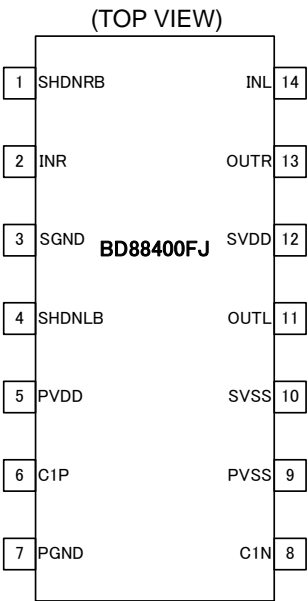 (TOP VIEW)
1 SHDNRB INL 14
2 INR OUTR 13
3 SGND BD88400FJ SVDD 12
4 SHDNLB OUTL 11
5 PVDD SVSS 10
6 C1P PVSS 9
7 PGND C1N 8